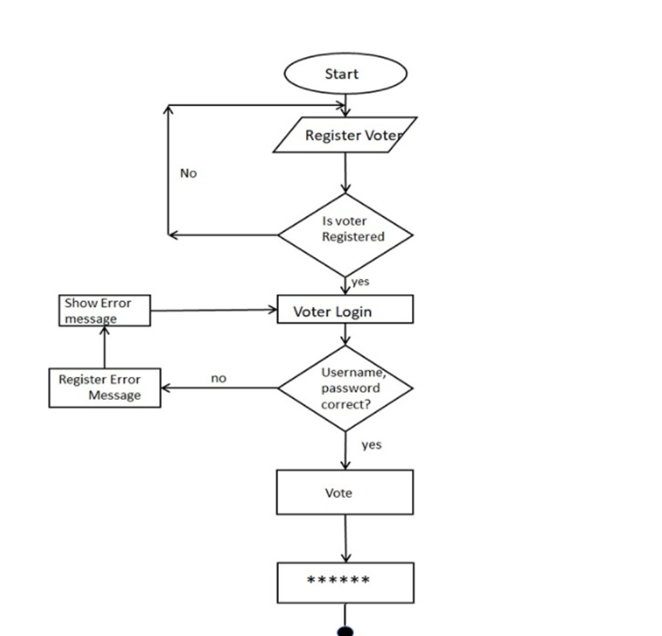 Start
Register Voter
No
Is voter
Registered
yes
Show Error
message
Voter Login
Username,
password
correct?
no
Register Error
Message
yes
Vote
******